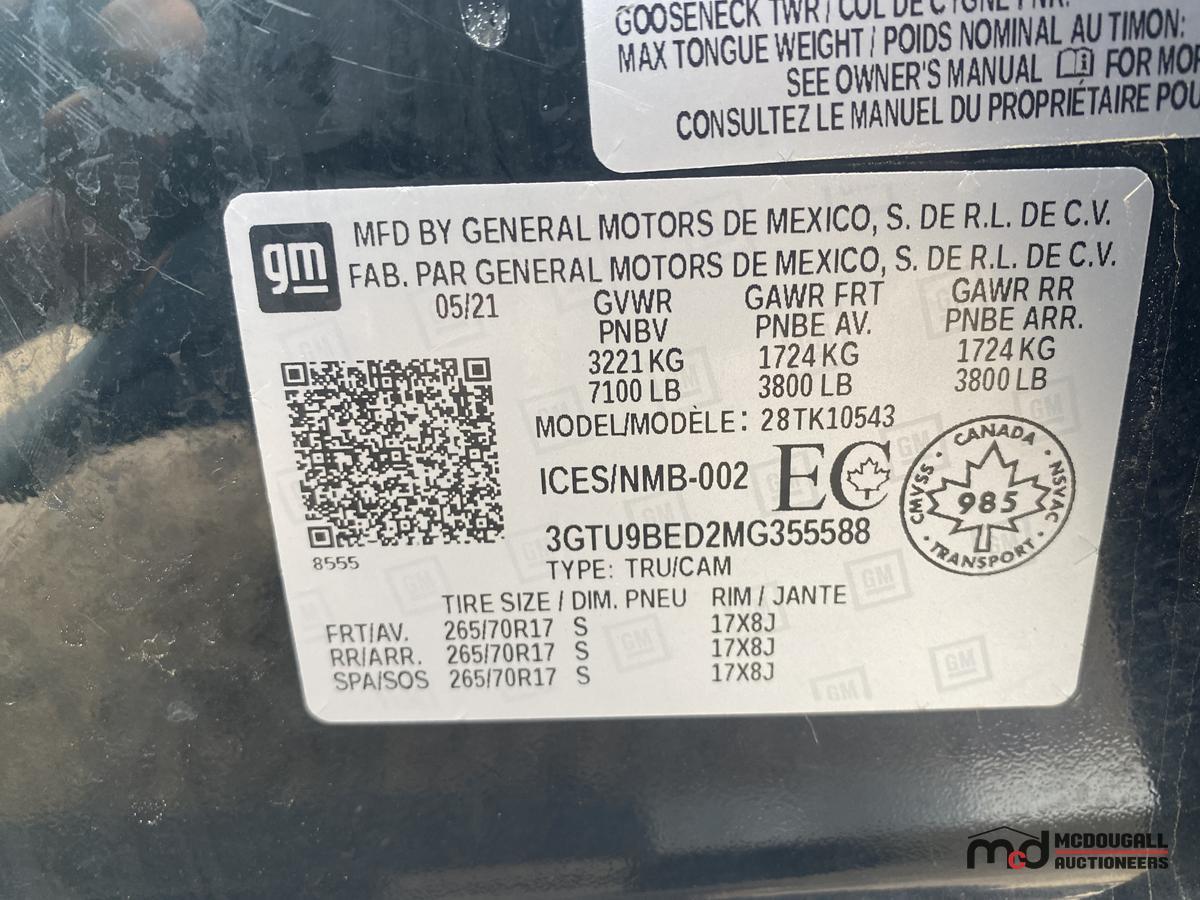 GOOSENECK TWR / COL DE CYGNE PNR:
MAX TONGUE WEIGHT / POIDS NOMINAL AU TIMON:
SEE OWNER'S MANUAL FOR MOR
CONSULTEZ LE MANUEL DU PROPRIÉTAIRE POU
gm
MFD BY GENERAL MOTORS DE MEXICO, S. DE R.L. DE C.V.
FAB. PAR GENERAL MOTORS DE MEXICO, S. DE R.L. DE C.V.
05/21 GVWR GAWR FRT GAWR RR
PNBV PNBE AV. PNBE ARR.
3221 KG 1724 KG 1724 KG
7100 LB 3800 LB 3800 LB
MODEL/MODÈLE: 28TK10543
ICES/NMB-002 EC
CANADA
CMVSS · NSVAC
985
TRANSPORT
3GTU9BED2MG355588
8555
TYPE: TRU/CAM
TIRE SIZE / DIM. PNEU RIM / JANTE
FRT/AV. 265/70R17 S 17X8J
RR/ARR. 265/70R17 S 17X8J
SPA/SOS 265/70R17 S 17X8J
GM
mcd MCDOUGALL
AUCTIONEERS